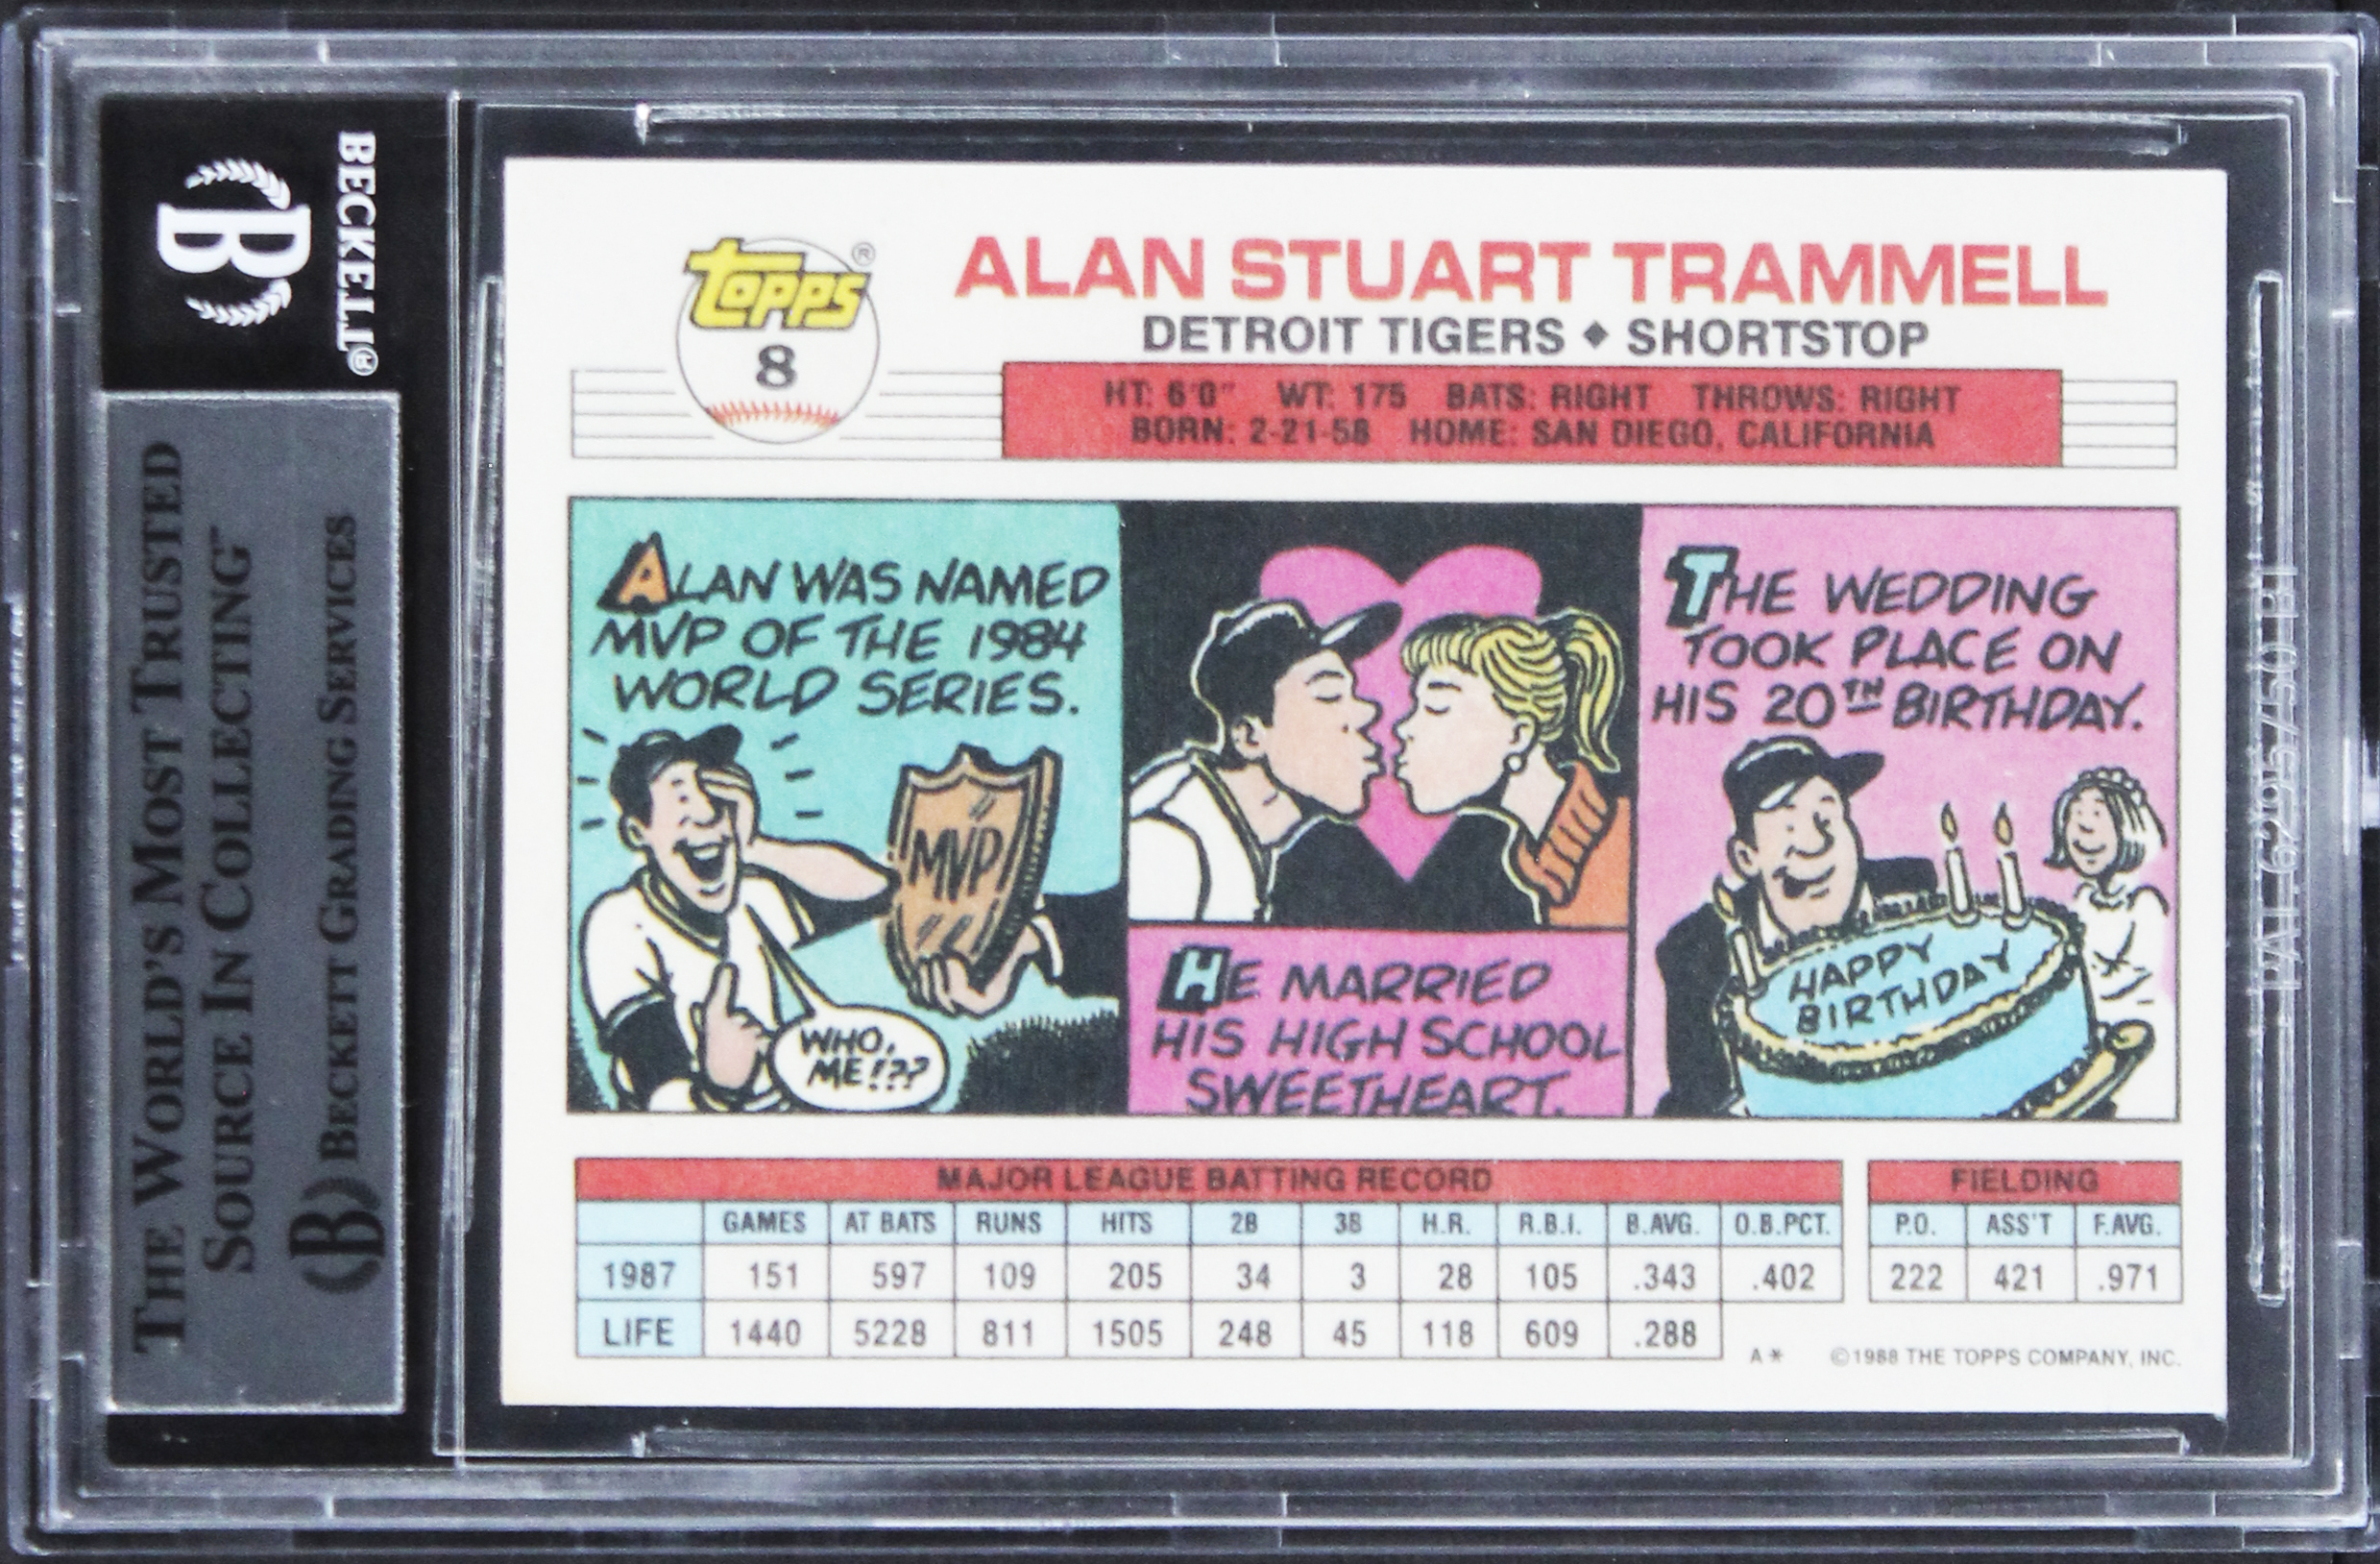 BECKETT®
B
THE WORLD'S MOST TRUSTED
SOURCE IN COLLECTING™
B BECKETT GRADING SERVICES
topps®
8
ALAN STUART TRAMMELL
DETROIT TIGERS ◆ SHORTSTOP
HT: 6'0" WT: 175 BATS: RIGHT THROWS: RIGHT
BORN: 2-21-58 HOME: SAN DIEGO, CALIFORNIA
ALAN WAS NAMED
MVP OF THE 1984
WORLD SERIES.
MVP
WHO,
ME!??
HE MARRIED
HIS HIGH SCHOOL
SWEETHEART.
THE WEDDING
TOOK PLACE ON
HIS 20TH BIRTHDAY.
HAPPY
BIRTHDAY
MAJOR LEAGUE BATTING RECORD
GAMES AT BATS RUNS HITS 2B 3B H.R. R.B.I. B.AVG. O.B.PCT.
1987 151 597 109 205 34 3 28 105 .343 .402
LIFE 1440 5228 811 1505 248 45 118 609 .288
FIELDING
P.O. ASS'T F.AVG.
222 421 .971
A* ©1988 THE TOPPS COMPANY, INC.